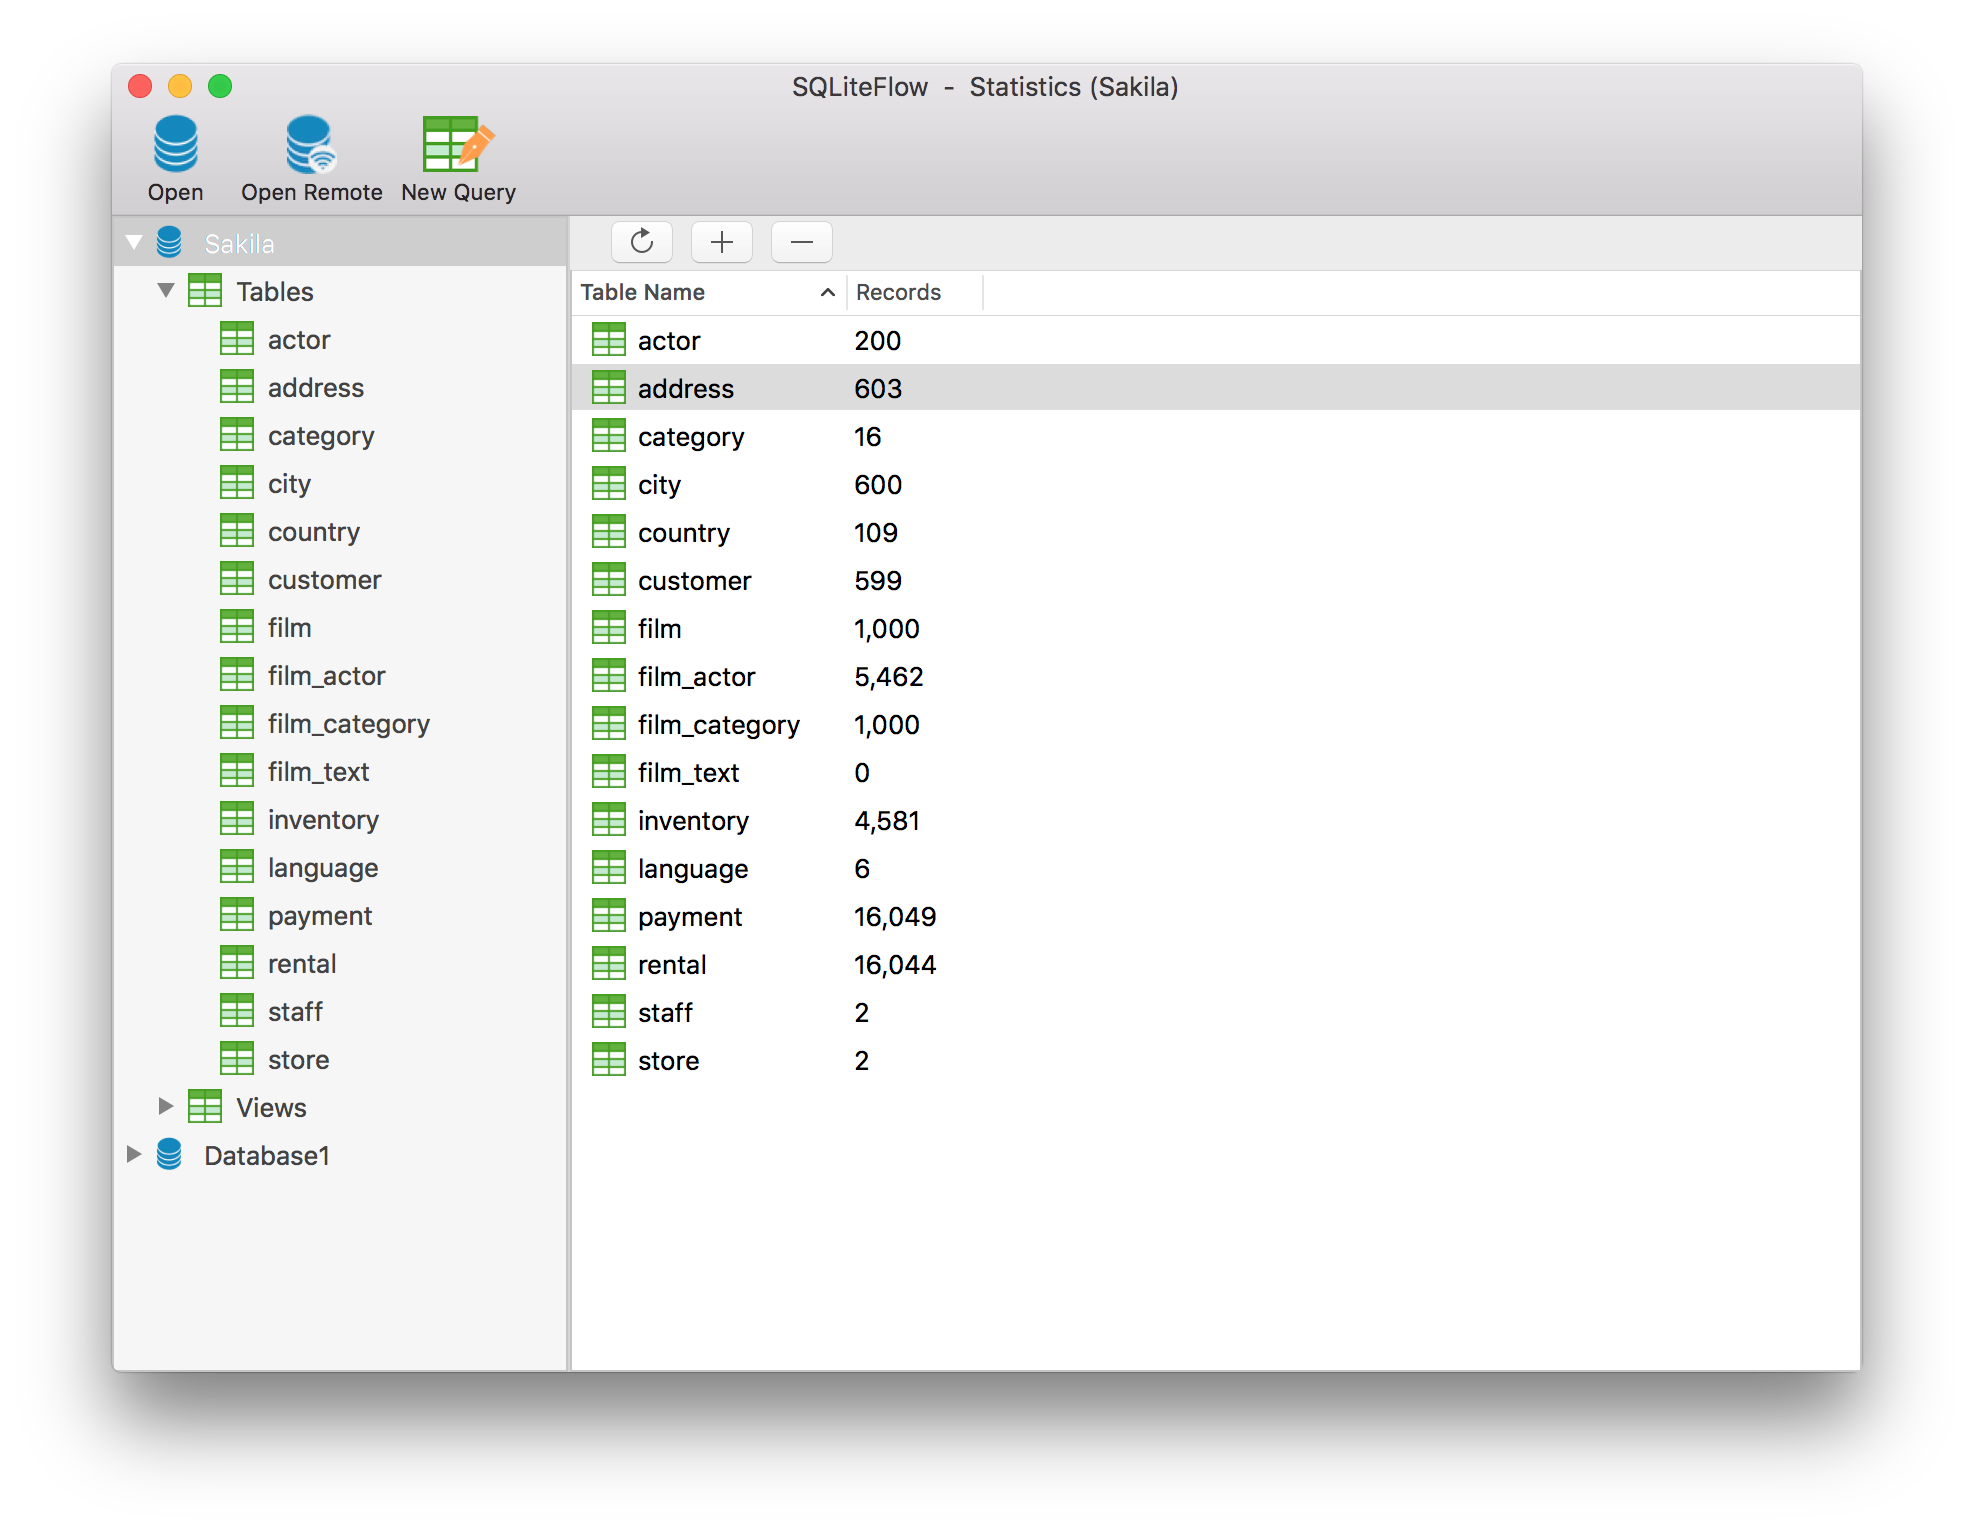 SQLiteFlow - Statistics (Sakila)
Open Open Remote New Query
Sakila
Tables
actor
address
category
city
country
customer
film
film_actor
film_category
film_text
inventory
language
payment
rental
staff
store
Views
Database1
Table Name Records
actor 200
address 603
category 16
city 600
country 109
customer 599
film 1,000
film_actor 5,462
film_category 1,000
film_text 0
inventory 4,581
language 6
payment 16,049
rental 16,044
staff 2
store 2